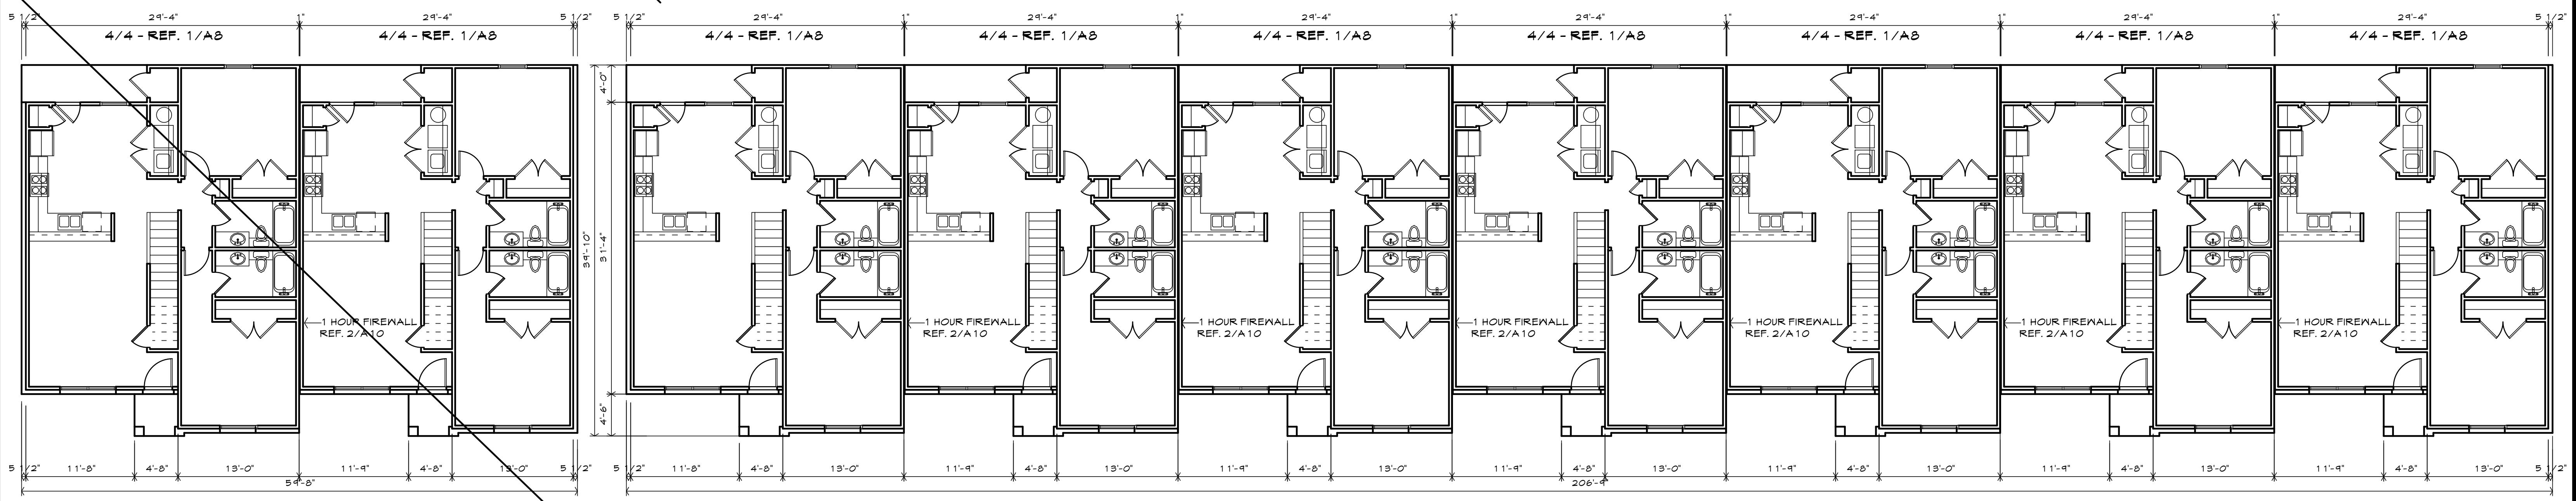 5 1/2" 29'-4" 1" 29'-4" 5 1/2" 5 1/2" 29'-4" 1" 29'-4" 1" 29'-4" 1" 29'-4" 1" 29'-4" 1" 29'-4" 1" 29'-4" 5 1/2"
4/4 - REF. 1/A8 4/4 - REF. 1/A8 4/4 - REF. 1/A8 4/4 - REF. 1/A8 4/4 - REF. 1/A8 4/4 - REF. 1/A8 4/4 - REF. 1/A8 4/4 - REF. 1/A8 4/4 - REF. 1/A8
4'-0"
39'-10"
31'-4"
1 HOUR FIREWALL 1 HOUR FIREWALL 1 HOUR FIREWALL 1 HOUR FIREWALL 1 HOUR FIREWALL 1 HOUR FIREWALL 1 HOUR FIREWALL
REF. 2/A10 REF. 2/A10 REF. 2/A10 REF. 2/A10 REF. 2/A10 REF. 2/A10 REF. 2/A10
4'-6"
5 1/2" 11'-8" 4'-8" 13'-0" 11'-9" 4'-8" 13'-0" 5 1/2" 5 1/2" 11'-8" 4'-8" 13'-0" 11'-9" 4'-8" 13'-0" 11'-9" 4'-8" 13'-0" 11'-9" 4'-8" 13'-0" 11'-9" 4'-8" 13'-0" 11'-9" 4'-8" 13'-0" 11'-9" 4'-8" 13'-0" 5 1/2"
59'-8" 206'-9"